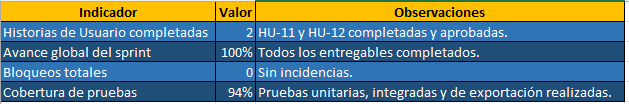 Indicador Valor Observaciones
Historias de Usuario completadas 2 HU-11 y HU-12 completadas y aprobadas.
Avance global del sprint 100% Todos los entregables completados.
Bloqueos totales 0 Sin incidencias.
Cobertura de pruebas 94% Pruebas unitarias, integradas y de exportación realizadas.